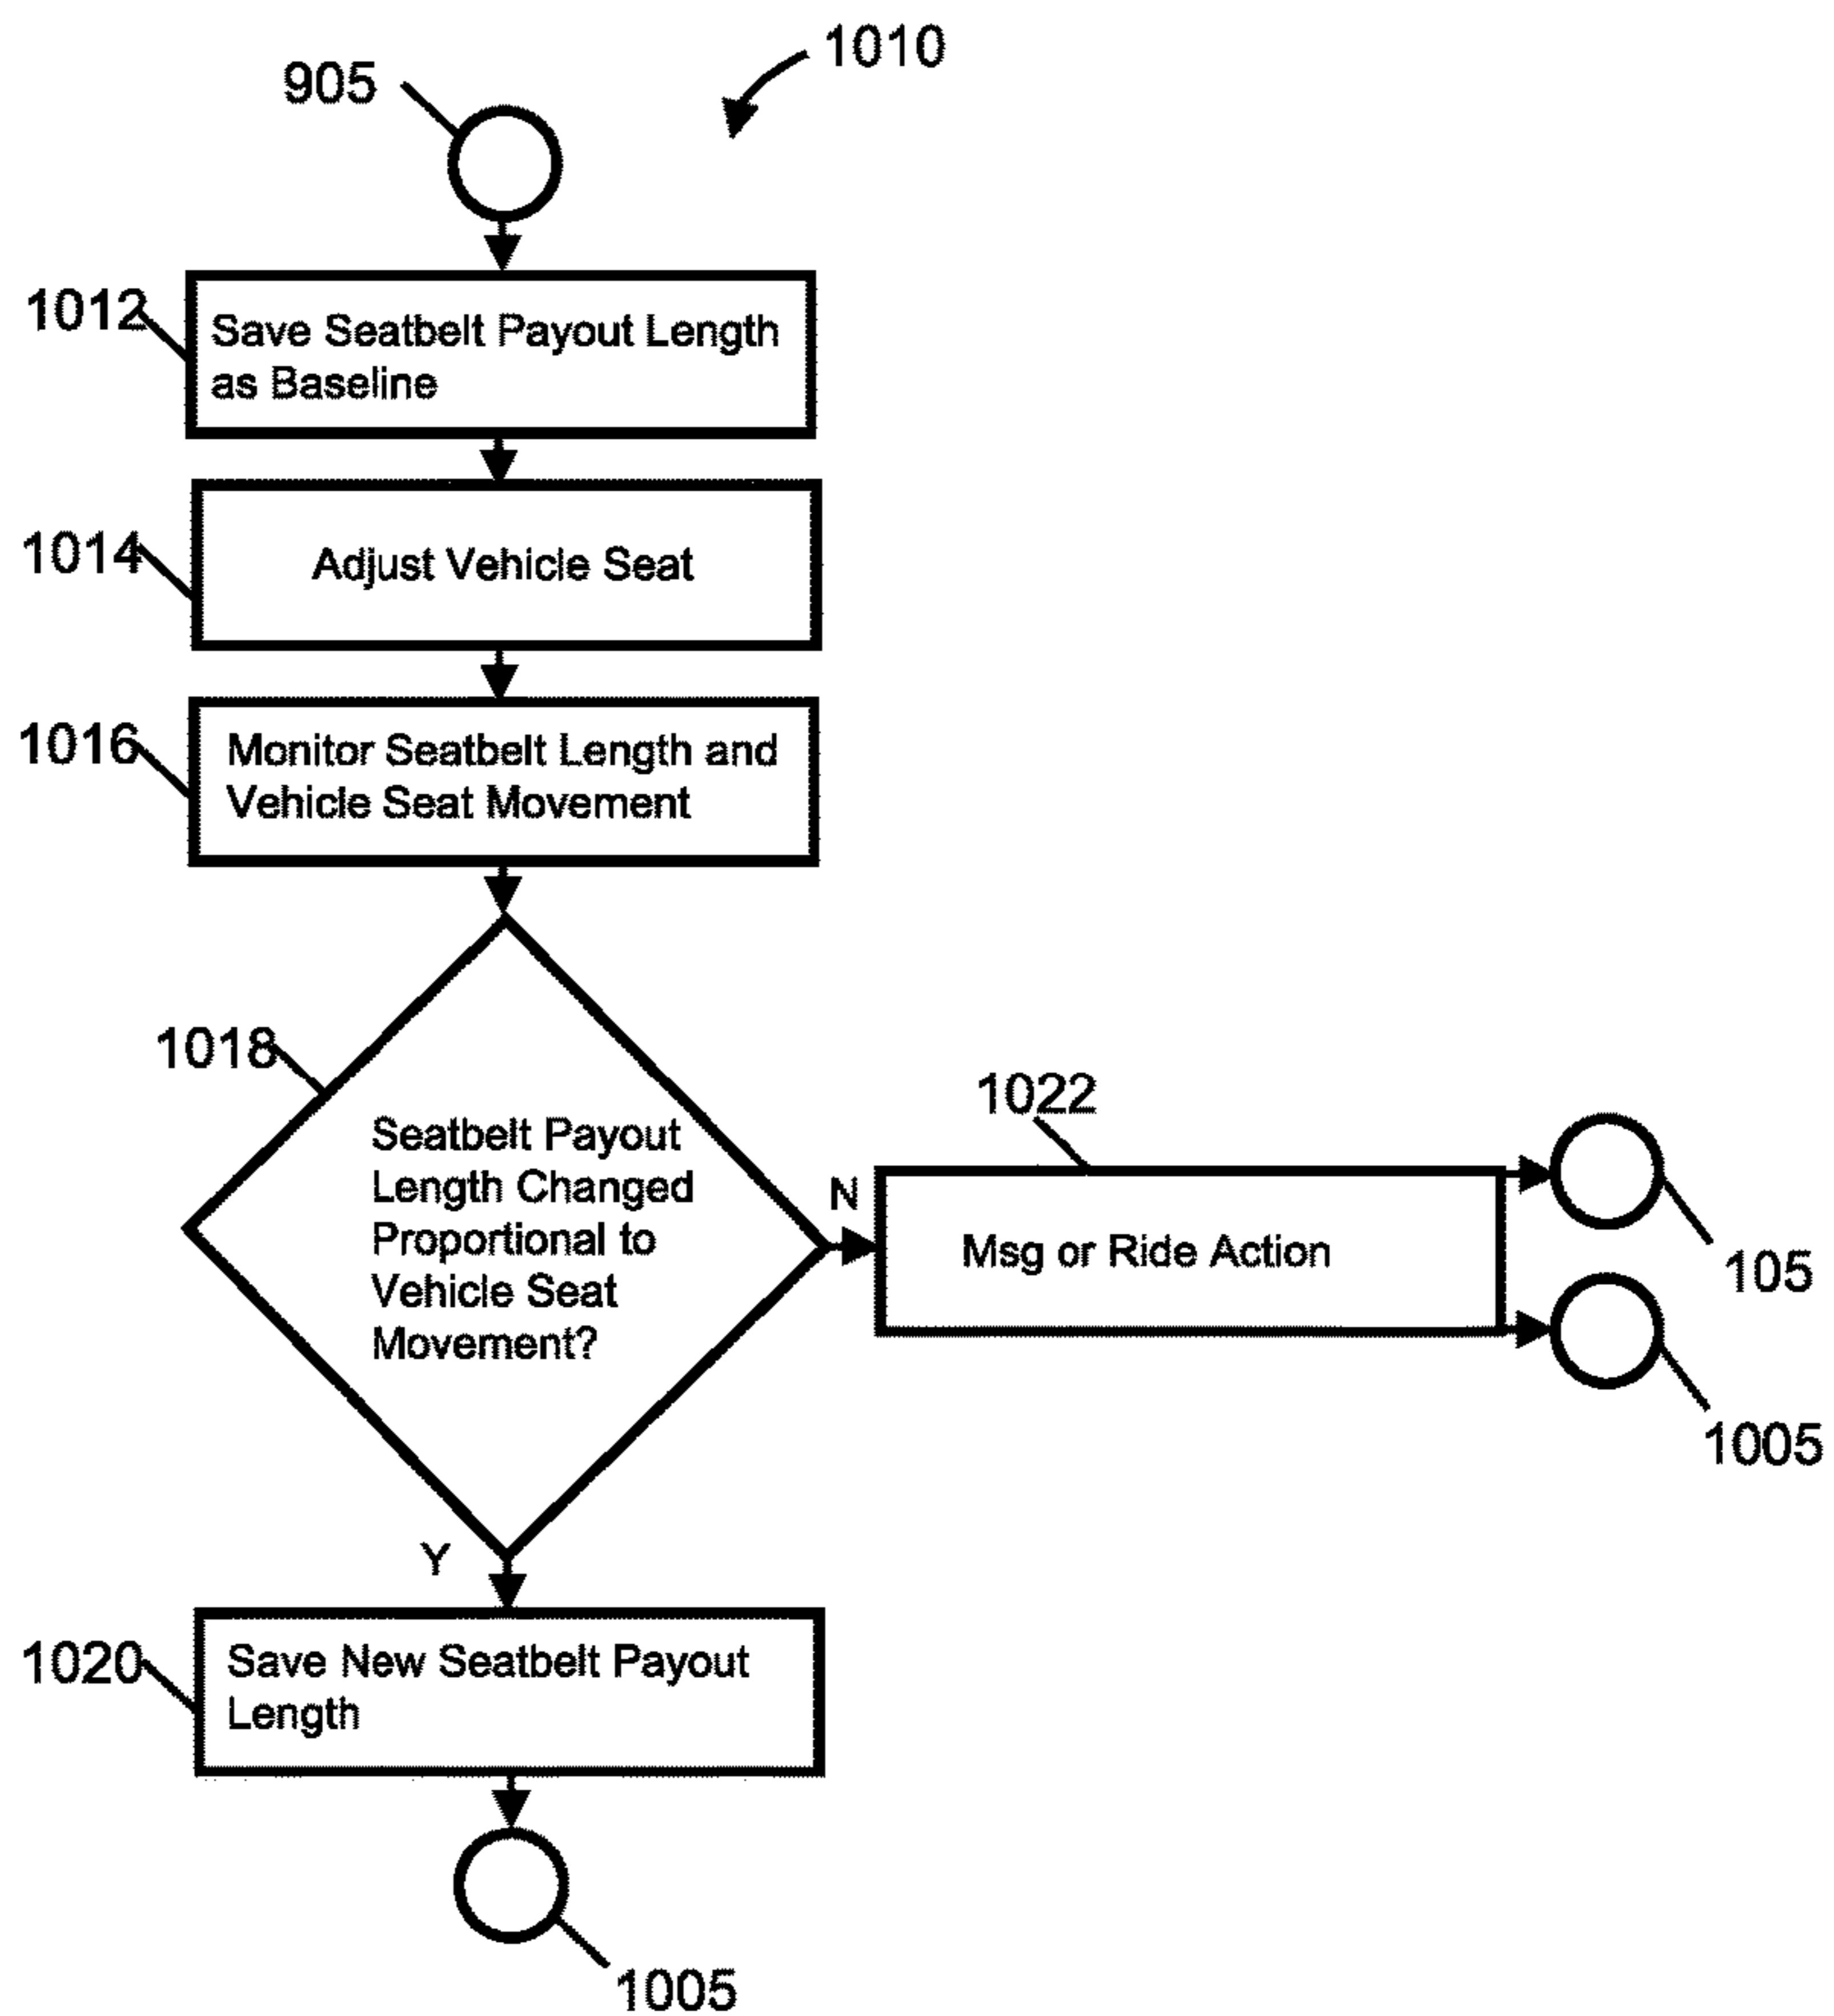 1010
905
1012
Save Seatbelt Payout Length
as Baseline
1014
Adjust Vehicle Seat
1016
Monitor Seatbelt Length and
Vehicle Seat Movement
1018
Seatbelt Payout
Length Changed
Proportional to
Vehicle Seat
Movement?
N
1022
Msg or Ride Action
105
1005
Y
1020
Save New Seatbelt Payout
Length
1005